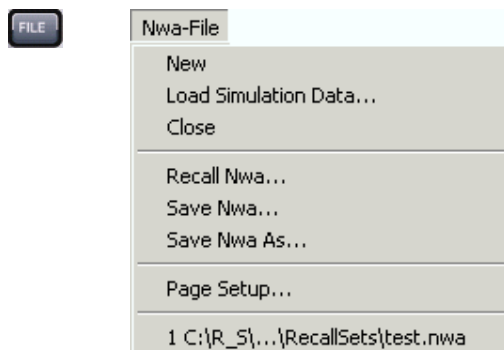 FILE
Nwa-File
New
Load Simulation Data...
Close
Recall Nwa...
Save Nwa...
Save Nwa As...
Page Setup...
1 C:\R_S\...\RecallSets\test.nwa